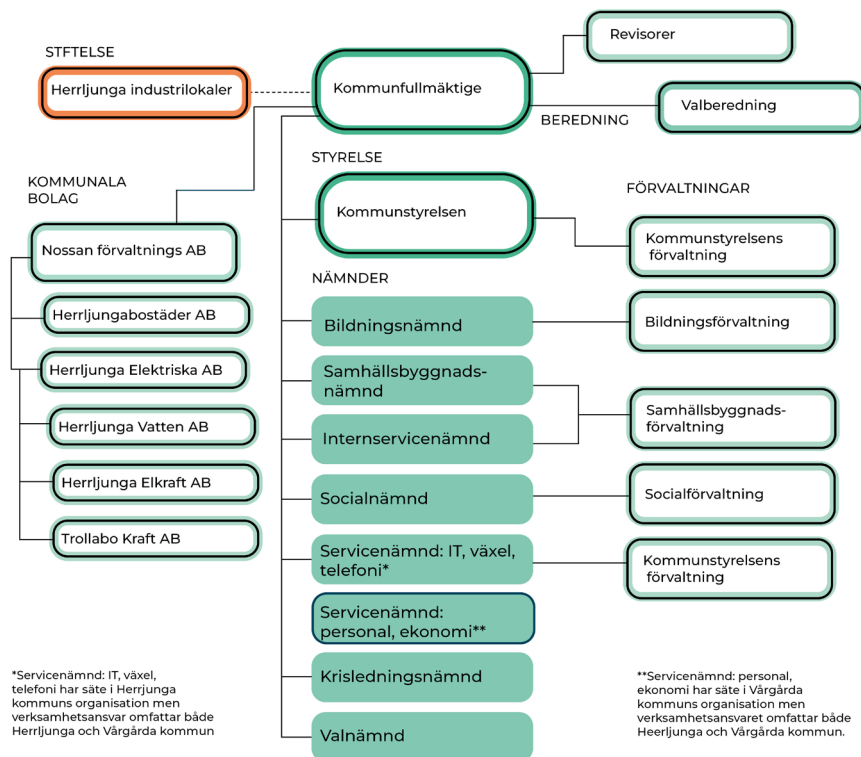 STFTELSE
Herrljunga industrilokaler
Kommunfullmäktige
Revisorer
BEREDNING
Valberedning
STYRELSE
Kommunstyrelsen
KOMMUNALA
BOLAG
Nossan förvaltnings AB
Herrljungabostäder AB
Herrljunga Elektriska AB
Herrljunga Vatten AB
Herrljunga Elkraft AB
Trollabo Kraft AB
NÄMNDER
Bildningsnämnd
Samhällsbyggnads-
nämnd
Internservicenämnd
Socialnämnd
Servicenämnd: IT, växel,
telefoni*
Servicenämnd:
personal, ekonomi**
Krisledningsnämnd
Valnämnd
FÖRVALTNINGAR
Kommunstyrelsens
förvaltning
Bildningsförvaltning
Samhällsbyggnads-
förvaltning
Socialförvaltning
Kommunstyrelsens
förvaltning
*Servicenämnd: IT, växel,
telefoni har säte i Herrjunga
kommuns organisation men
verksamhetsansvar omfattar både
Herrljunga och Vårgårda kommun
**Servicenämnd: personal,
ekonomi har säte i Vårgårda
kommuns organisation men
verksamhetsansvaret omfattar både
Heerljunga och Vårgårda kommun.